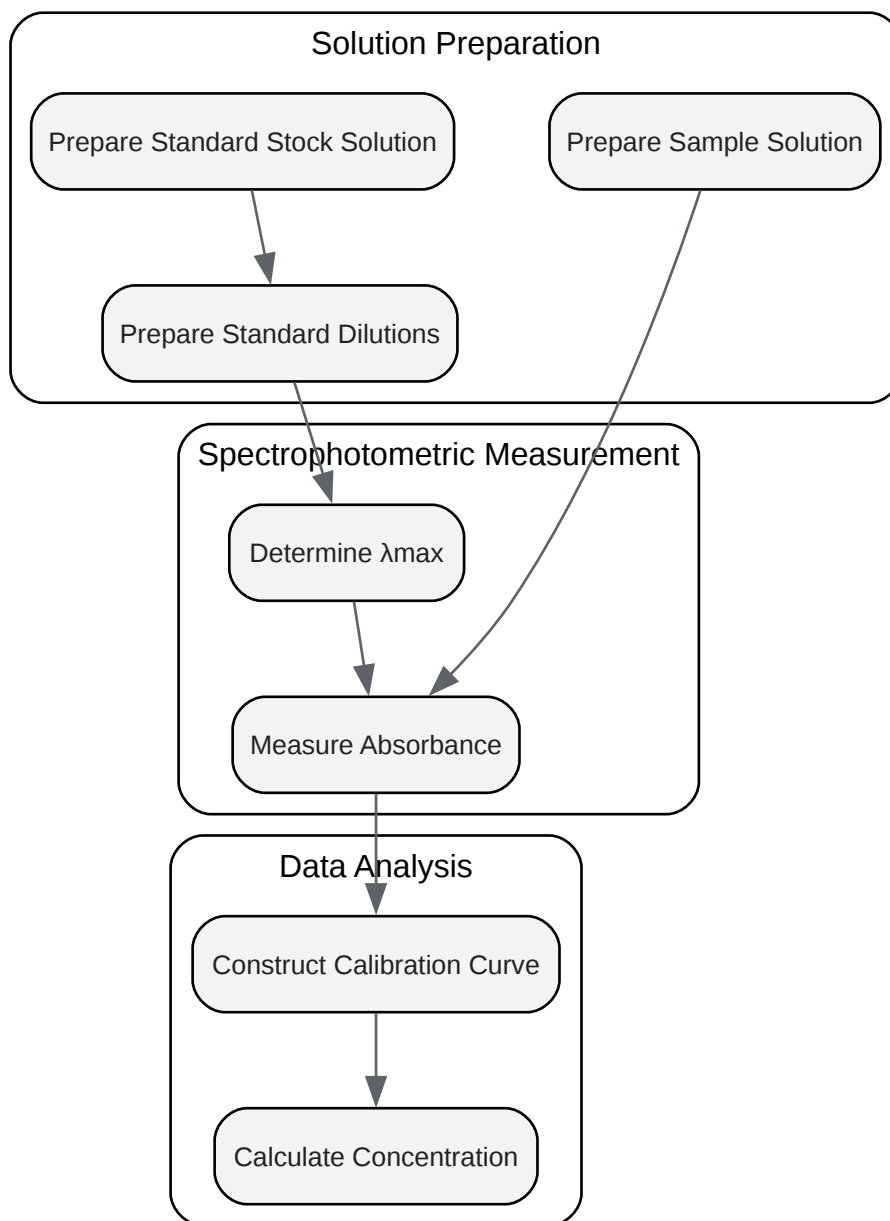 Solution Preparation
Prepare Standard Stock Solution
Prepare Sample Solution
Prepare Standard Dilutions
Spectrophotometric Measurement
Determine λmax
Measure Absorbance
Data Analysis
Construct Calibration Curve
Calculate Concentration